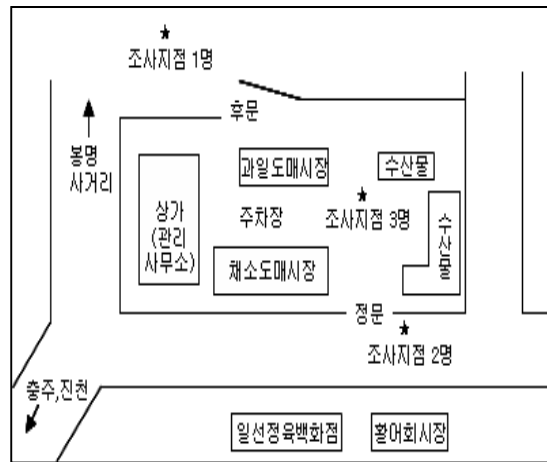 조사지점 1명
후문
봉명
사거리
과일도매시장
수산물
상가
(관리
사무소)
주차장
조사지점 3명
수산물
채소도매시장
정문
조사지점 2명
충주,진천
일선정육백화점
활어회시장